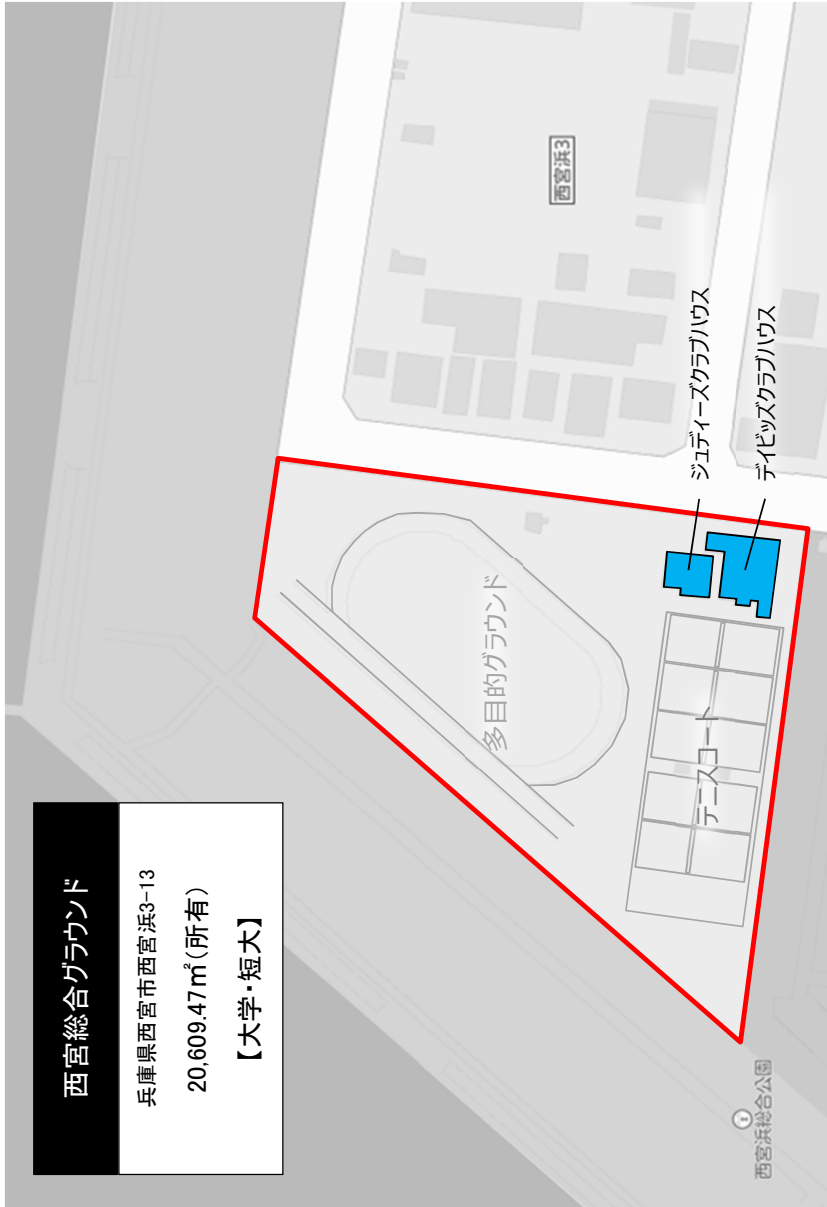 西宮総合グラウンド
兵庫県西宮市西宮浜3-13
20,609.47㎡（所有）
【大学・短大】
西宮浜3
多目的グラウンド
テニスコート
ジュディーズクラブハウス
デイビッズクラブハウス
西宮浜総合公園